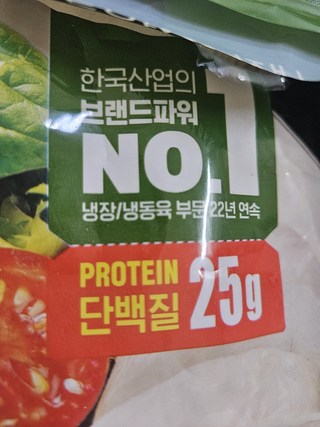 한국산업의
브랜드파워
NO.1
냉장/냉동육 부문 22년 연속
PROTEIN
단백질 25g